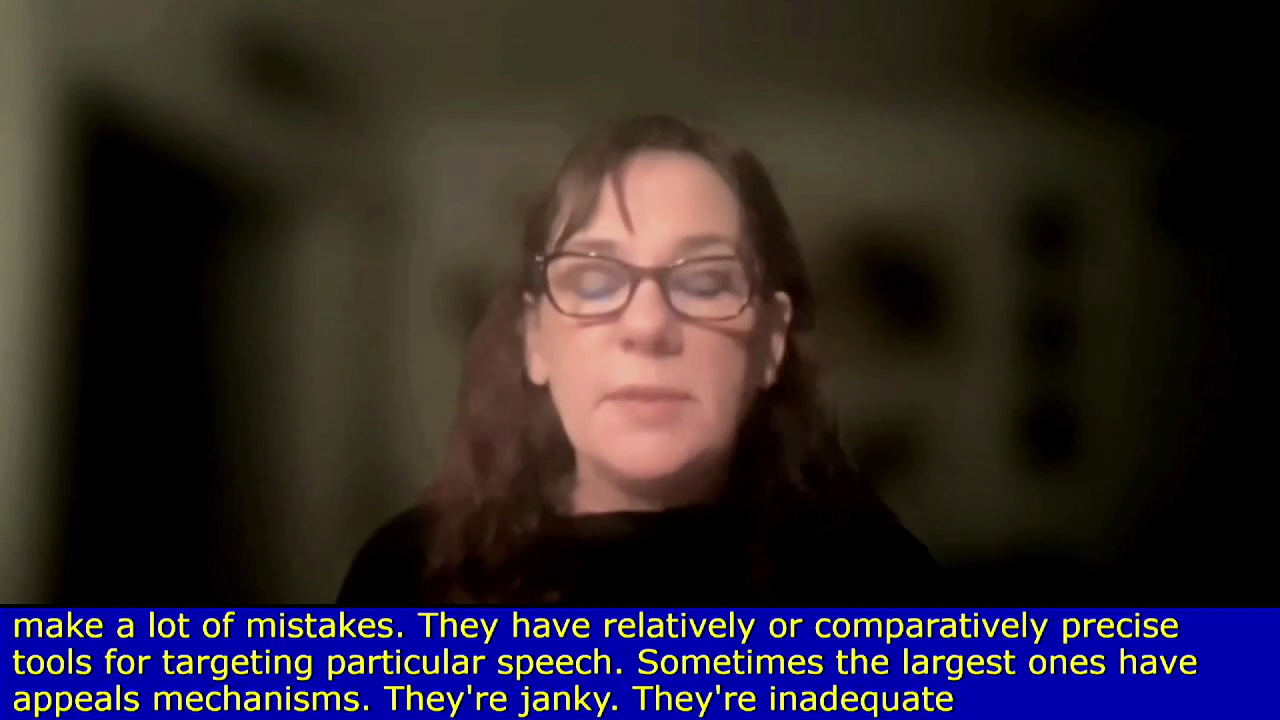 make a lot of mistakes. They have relatively or comparatively precise
tools for targeting particular speech. Sometimes the largest ones have
appeals mechanisms. They're janky. They're inadequate